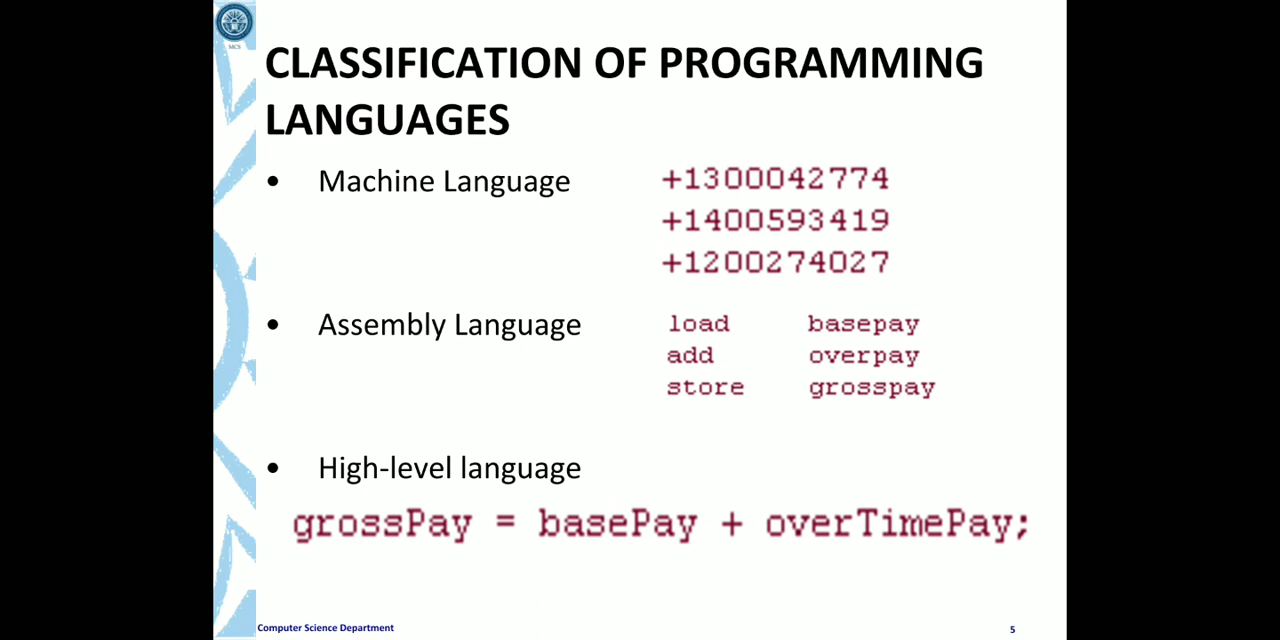 MCS
CLASSIFICATION OF PROGRAMMING
LANGUAGES
• Machine Language
+1300042774
+1400593419
+1200274027
• Assembly Language
load basepay
add overpay
store grosspay
• High-level language
grossPay = basePay + overTimePay;
Computer Science Department
5